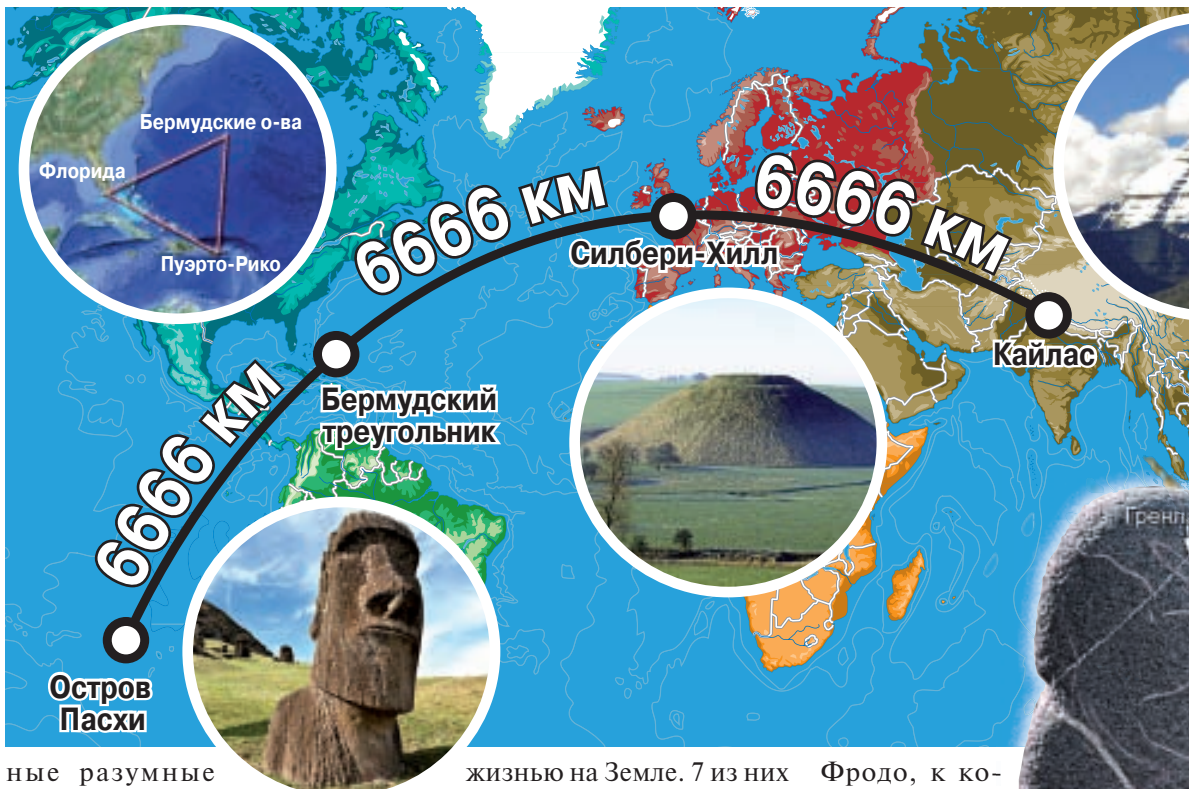 Бермудские о-ва
Флорида
Пуэрто-Рико
6666 км
6666 км
Силбери-Хилл
Кайлас
6666 км
Бермудский
треугольник
Остров
Пасхи
ные разумные
жизнью на Земле. 7 из них
Фродо, к ко-